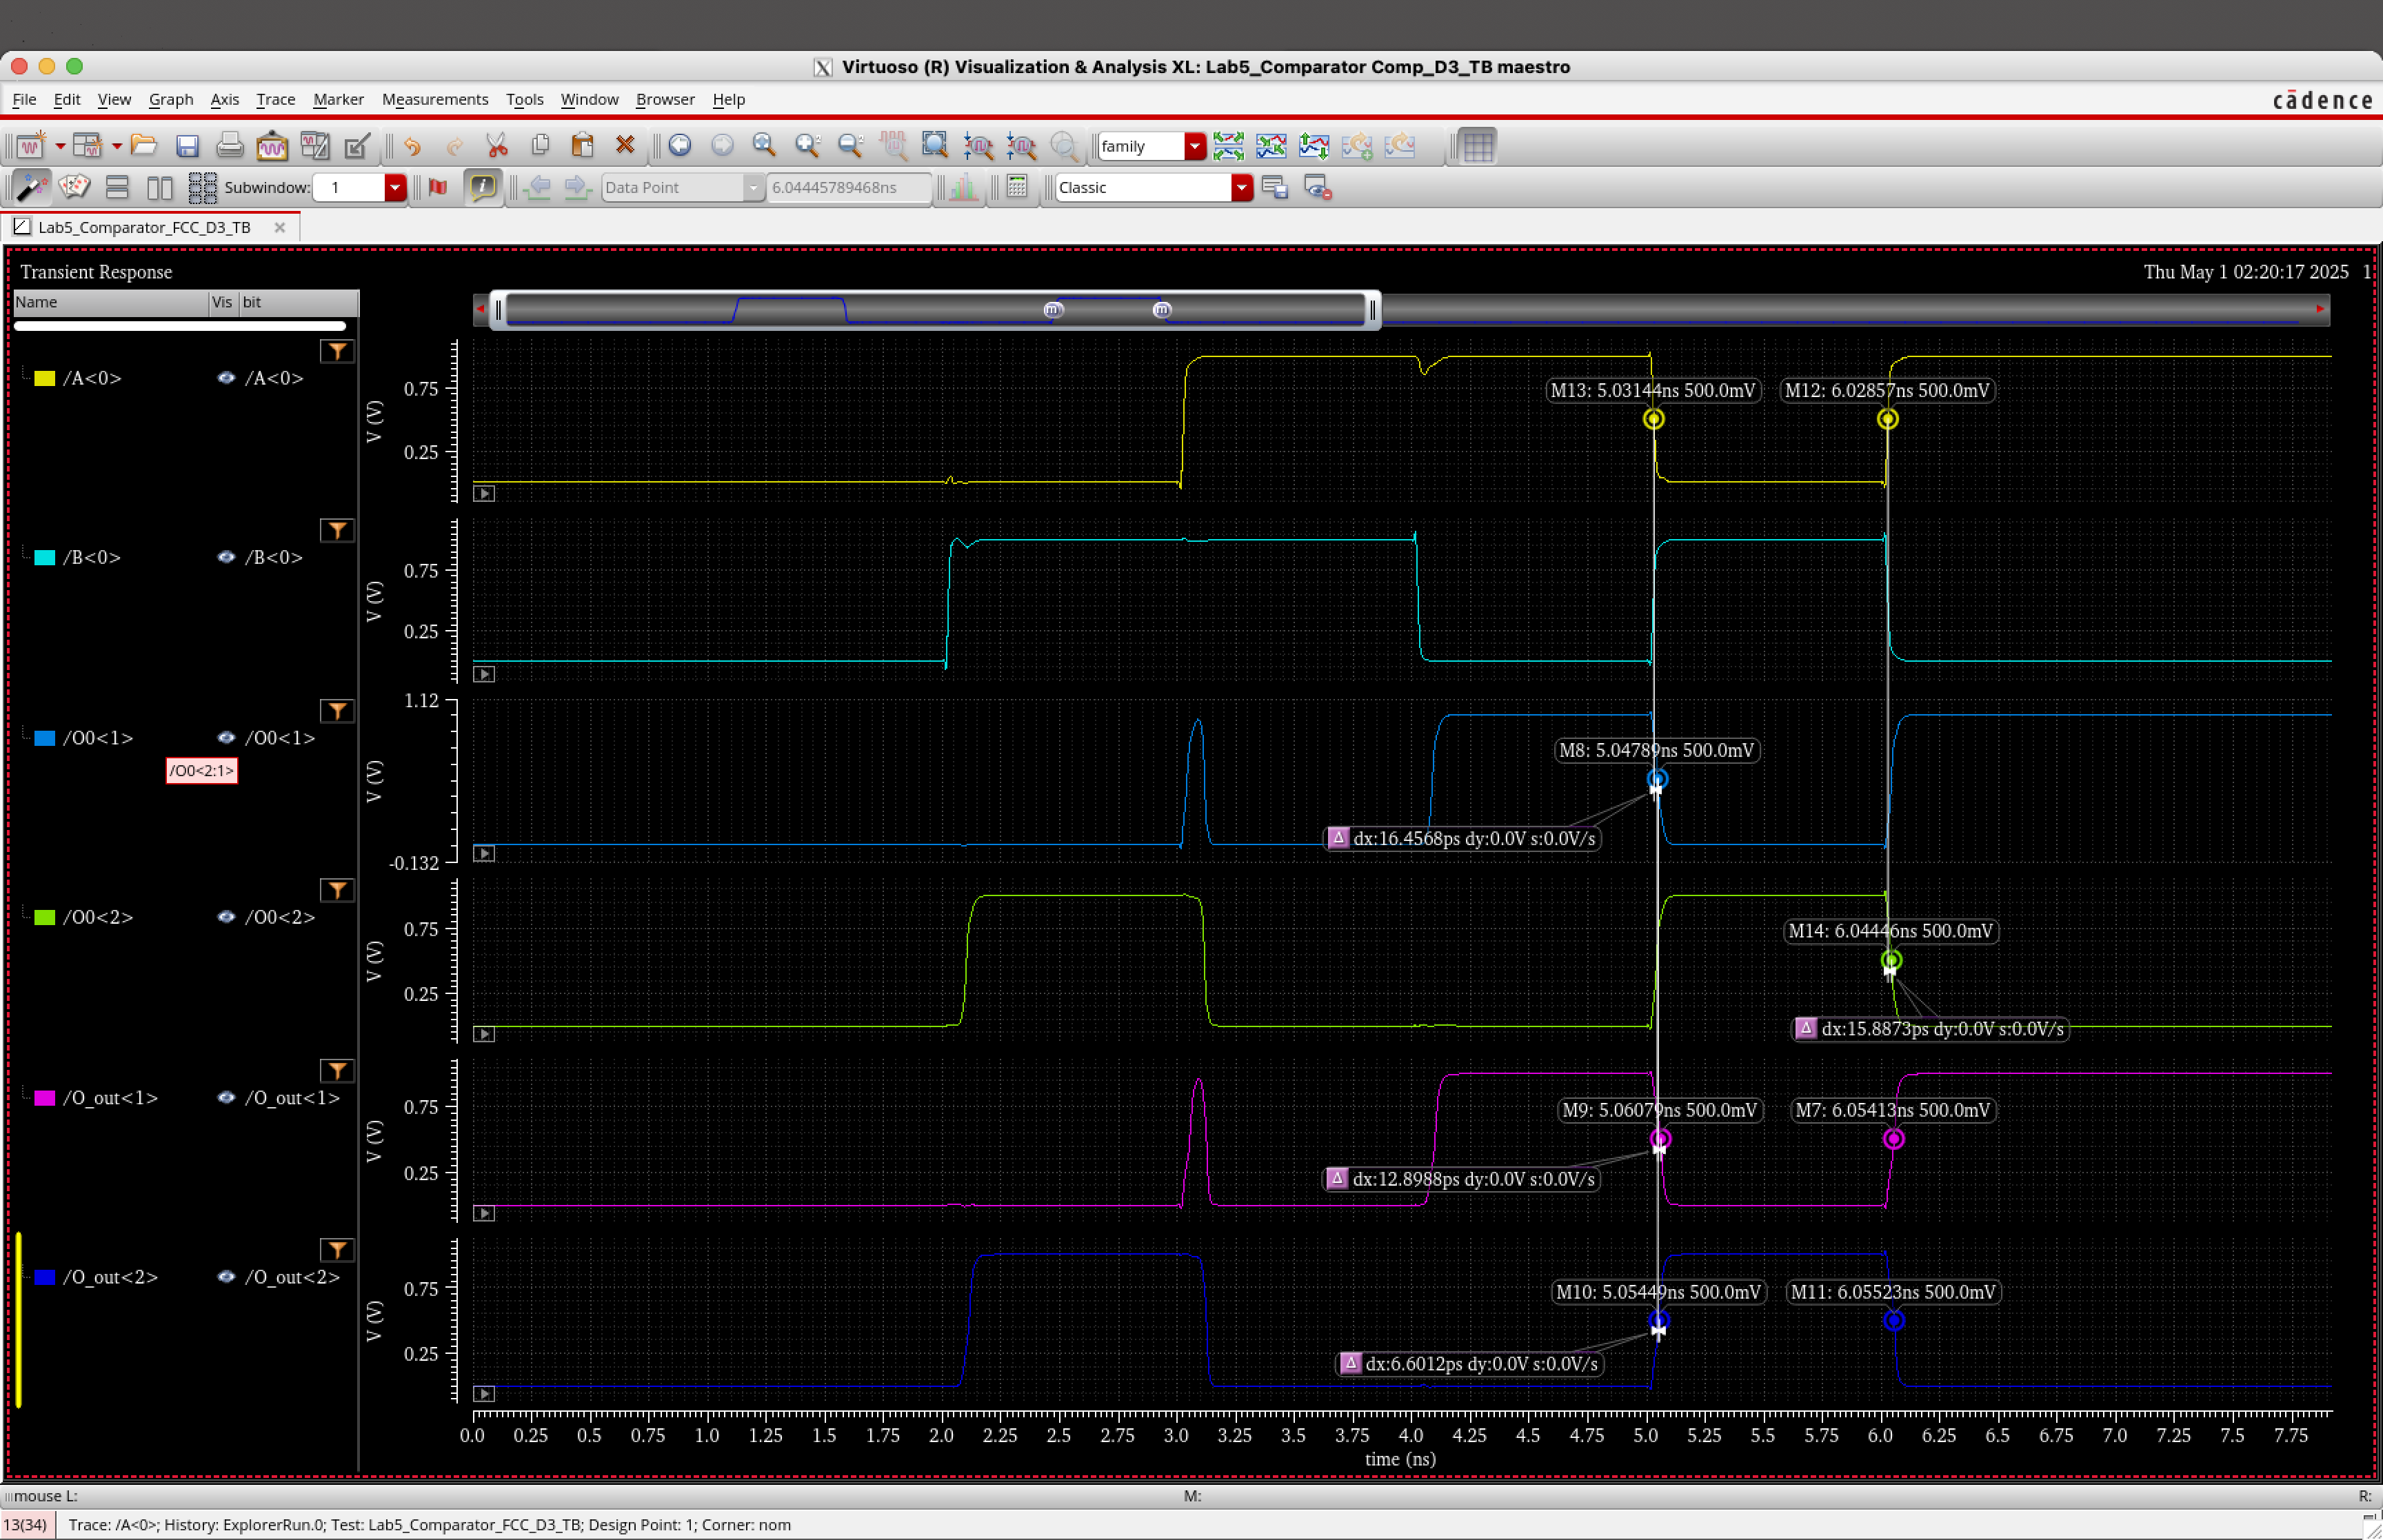 Virtuoso (R) Visualization & Analysis XL: Lab5_Comparator Comp_D3_TB maestro
File Edit View Graph Axis Trace Marker Measurements Tools Window Browser Help cādence
family
Subwindow: 1 Data Point 6.04445789468ns Classic
Lab5_Comparator_FCC_D3_TB
Transient Response Thu May 1 02:20:17 2025 1
Name Vis bit
m m
/A<0> /A<0>
V (V)
0.75
0.25
M13: 5.03144ns 500.0mV M12: 6.02857ns 500.0mV
/B<0> /B<0>
V (V)
0.75
0.25
/O0<1> /O0<1>
/O0<2:1>
V (V)
1.12
-0.132
M8: 5.04789ns 500.0mV
Δ dx:16.4568ps dy:0.0V s:0.0V/s
/O0<2> /O0<2>
V (V)
0.75
0.25
M14: 6.04446ns 500.0mV
Δ dx:15.8873ps dy:0.0V s:0.0V/s
/O_out<1> /O_out<1>
V (V)
0.75
0.25
M9: 5.06079ns 500.0mV M7: 6.05413ns 500.0mV
Δ dx:12.8988ps dy:0.0V s:0.0V/s
/O_out<2> /O_out<2>
V (V)
0.75
0.25
M10: 5.05449ns 500.0mV M11: 6.05523ns 500.0mV
Δ dx:6.6012ps dy:0.0V s:0.0V/s
0.0 0.25 0.5 0.75 1.0 1.25 1.5 1.75 2.0 2.25 2.5 2.75 3.0 3.25 3.5 3.75 4.0 4.25 4.5 4.75 5.0 5.25 5.5 5.75 6.0 6.25 6.5 6.75 7.0 7.25 7.5 7.75
time (ns)
mouse L: M: R:
13(34) Trace: /A<0>; History: ExplorerRun.0; Test: Lab5_Comparator_FCC_D3_TB; Design Point: 1; Corner: nom